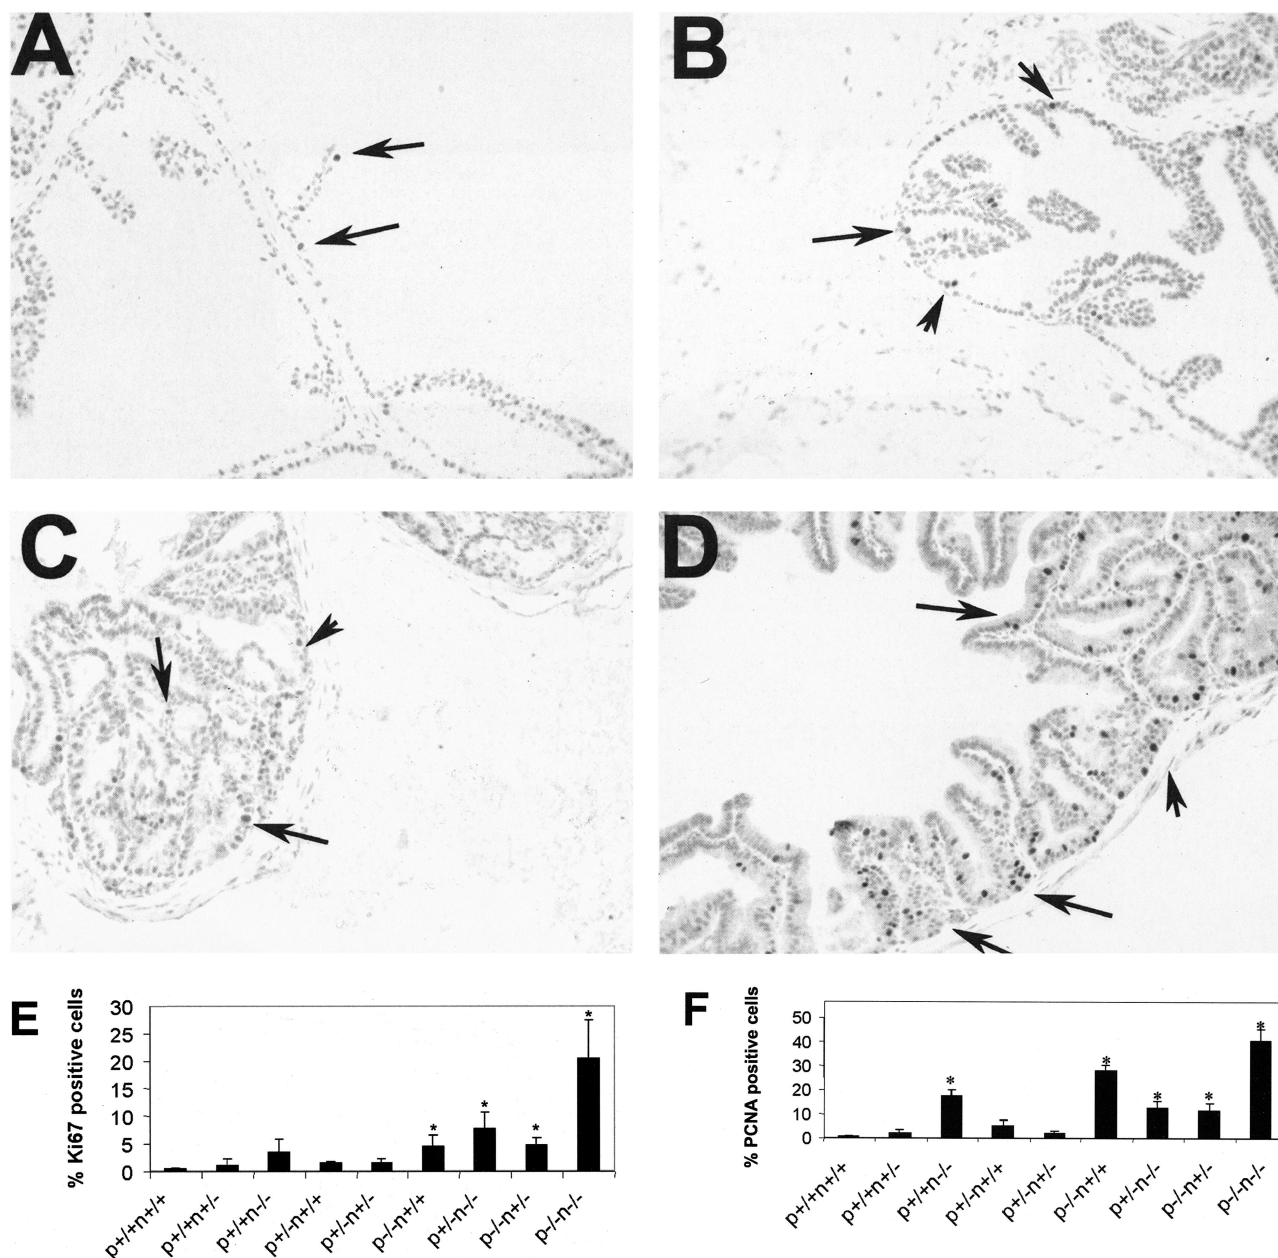 A
B
C
D
E
% Ki67 positive cells
30
25
20
15
10
5
0
* * * *
p+/+n+/+
p+/+n+/-
p+/+n-/-
p+/-n+/+
p+/-n+/-
p-/-n+/+
p+/-n-/-
p-/-n+/-
p-/-n-/-
F
% PCNA positive cells
50
40
30
20
10
0
* * * * *
p+/+n+/+
p+/+n+/-
p+/+n-/-
p+/-n+/+
p+/-n+/-
p-/-n+/+
p+/-n-/-
p-/-n+/-
p-/-n-/-